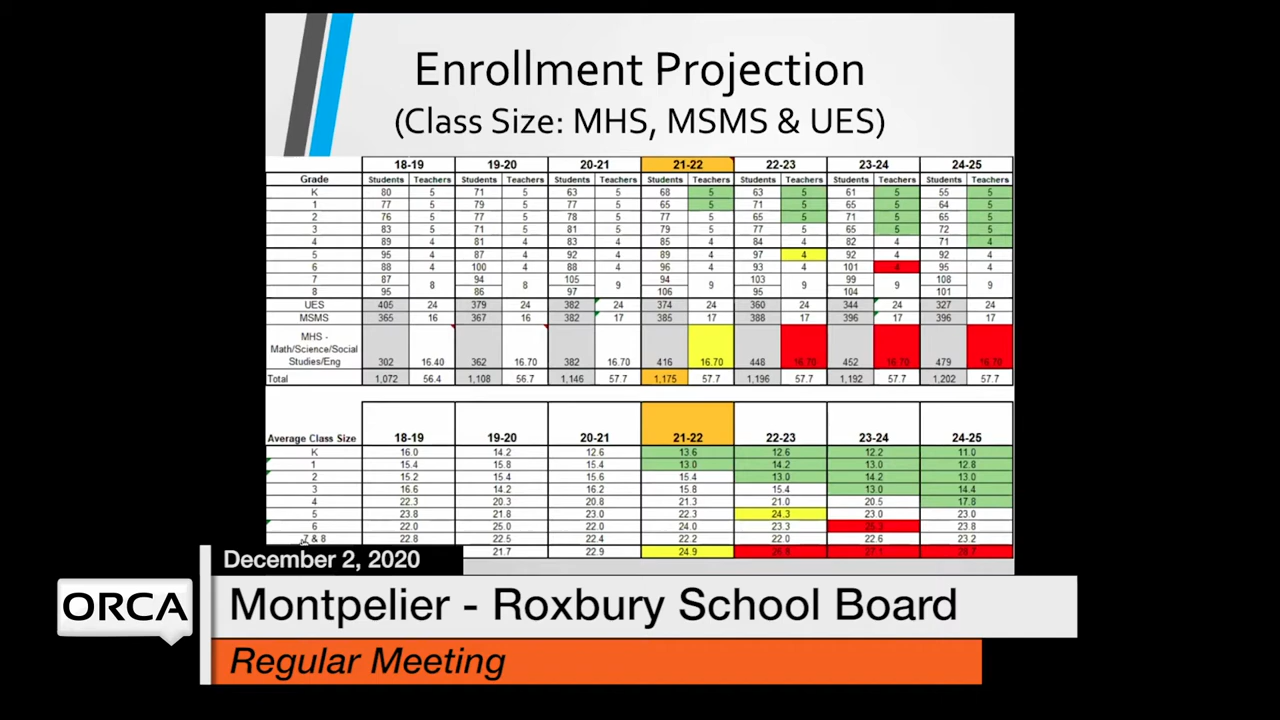 Enrollment Projection
(Class Size: MHS, MSMS & UES)
18-19 19-20 20-21 21-22 22-23 23-24 24-25
Grade Students Teachers Students Teachers Students Teachers Students Teachers Students Teachers Students Teachers Students Teachers
K 80 5 71 5 63 5 68 5 63 5 61 5 55 5
1 77 5 79 5 77 5 65 5 71 5 65 5 64 5
2 76 5 77 5 78 5 77 5 65 5 71 5 65 5
3 83 5 71 5 81 5 79 5 77 5 65 5 72 5
4 89 4 81 4 83 4 85 4 84 4 82 4 71 4
5 95 4 87 4 92 4 89 4 97 4 92 4 92 4
6 88 4 100 4 88 4 96 4 93 4 101 4 95 4
7 87 8 94 8 105 9 94 9 103 9 99 9 108 9
8 95 86 97 106 95 104 101
UES 405 24 379 24 382 24 374 24 360 24 344 24 327 24
MSMS 365 16 367 16 382 17 385 17 388 17 396 17 396 17
MHS -
Math/Science/Social
Studies/Eng 302 16.40 362 16.70 382 16.70 416 16.70 448 16.70 452 16.70 479 16.70
Total 1,072 56.4 1,108 56.7 1,146 57.7 1,175 57.7 1,196 57.7 1,192 57.7 1,202 57.7
Average Class Size 18-19 19-20 20-21 21-22 22-23 23-24 24-25
K 16.0 14.2 12.6 13.6 12.6 12.2 11.0
1 15.4 15.8 15.4 13.0 14.2 13.0 12.8
2 15.2 15.4 15.6 15.4 13.0 14.2 13.0
3 16.6 14.2 16.2 15.8 15.4 13.0 14.4
4 22.3 20.3 20.8 21.3 21.0 20.5 17.8
5 23.8 21.8 23.0 22.3 24.3 23.0 23.0
6 22.0 25.0 22.0 24.0 23.3 25.3 23.8
7 & 8 22.8 22.5 22.4 22.2 22.0 22.6 23.2
21.7 22.9 24.9 26.8 27.1 28.7
December 2, 2020
ORCA
Montpelier - Roxbury School Board
Regular Meeting